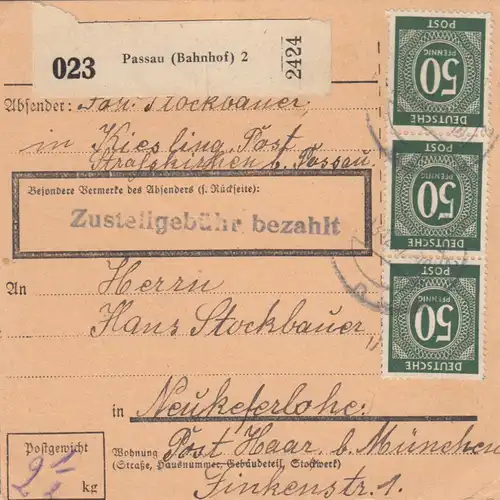 023 Passau (Bahnhof) 2 2424
50 PFENNIG DEUTSCHE POST
50 PFENNIG DEUTSCHE POST
50 PFENNIG DEUTSCHE POST
Absender: Joh. Stockbauer,
in Kiesling, Post
Straßkirchen b. Passau.
Besondere Vermerke des Absenders (s. Rückseite):
Zustellgebühr bezahlt
An Herrn
Hans Stockbauer
in Neukeferlohe:
Postgewicht
kg
Wohnung Post Haar b. München
(Straße, Hausnummer, Gebäudeteil, Stockwerk)
Finkenstr. 1.